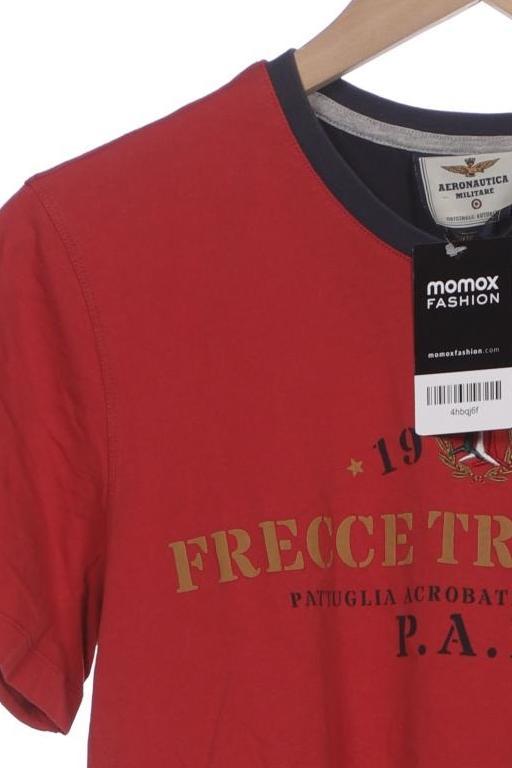 AERONAUTICA
MILITARE
momox
FASHION
momoxfashion.com
4hbqj6f
19
FRECCE TR
PATTUGLIA ACROBAT
P.A.